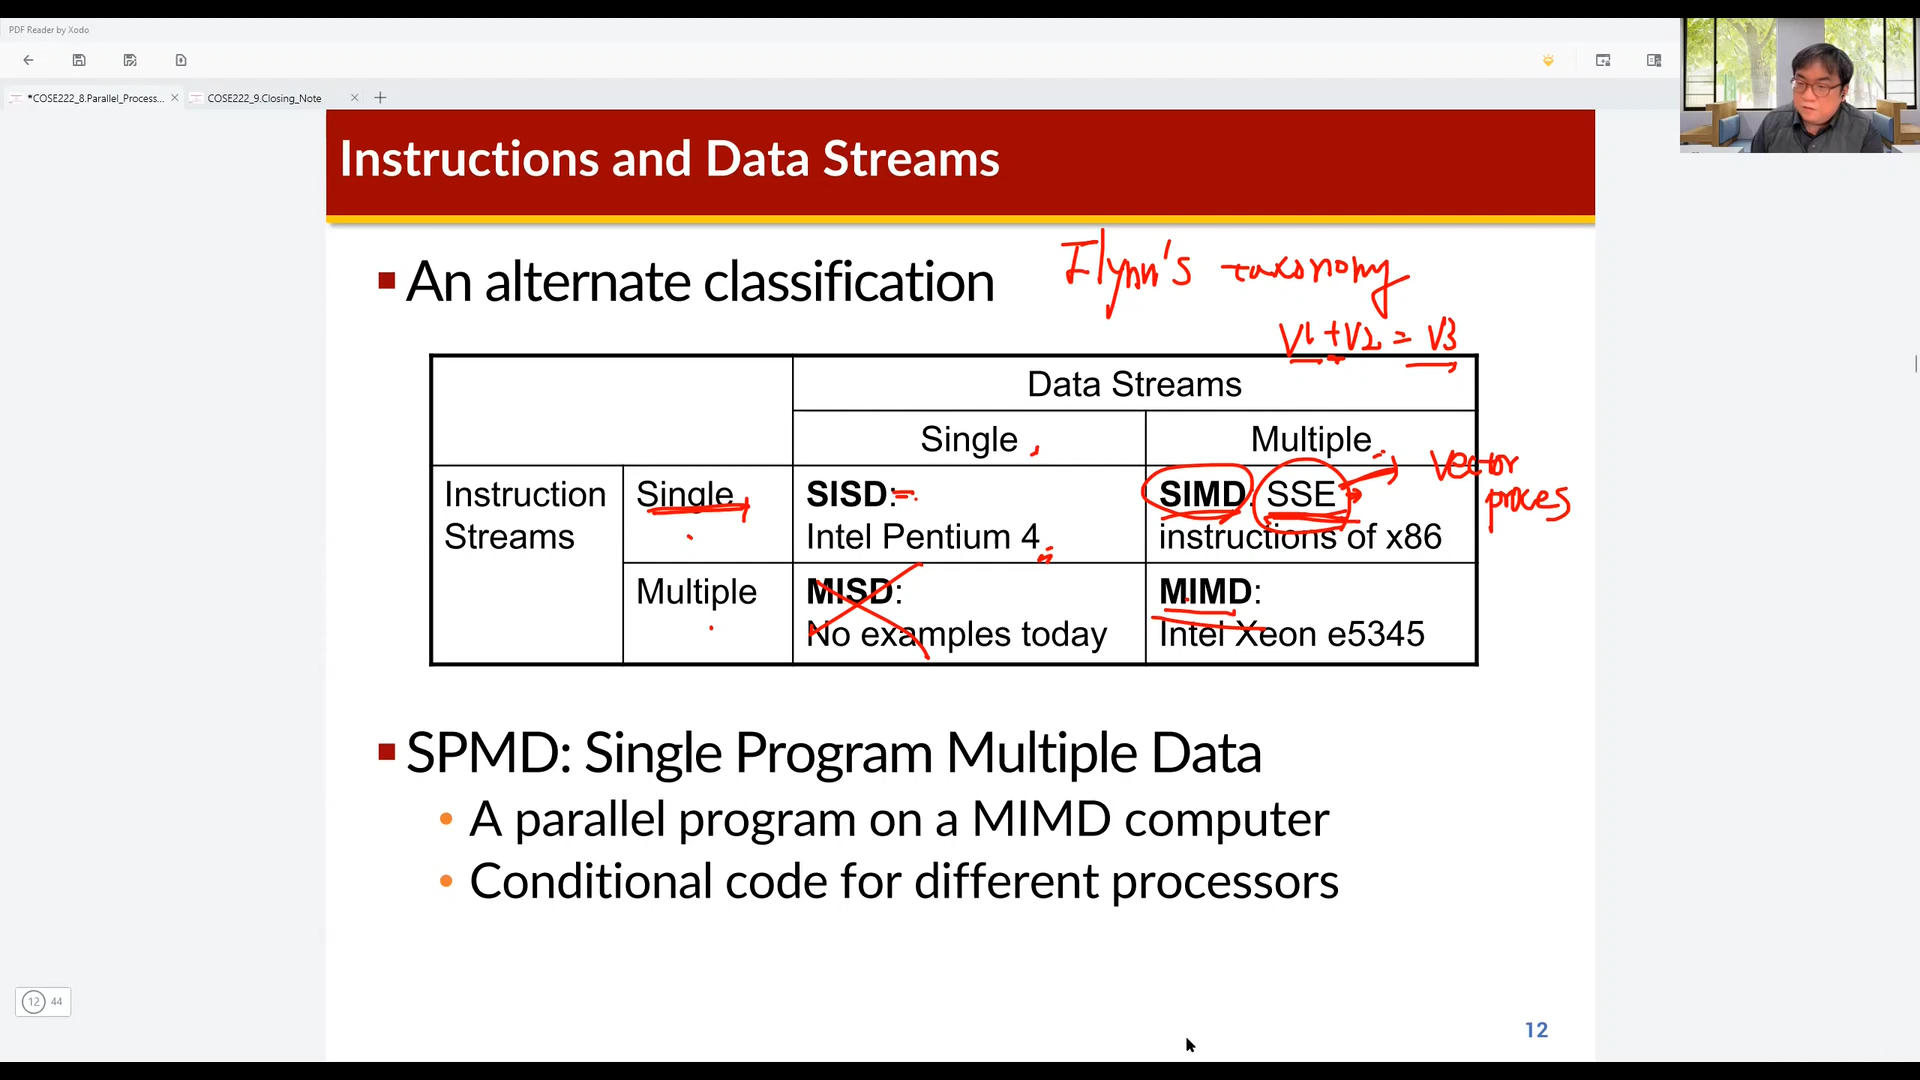 PDF Reader by Xodo
*COSE222_8.Parallel_Process...
COSE222_9.Closing_Note
Instructions and Data Streams
An alternate classification
Flynn's taxonomy
V1 + V2 = V3
Data Streams
Single
Multiple
vector
proces
Instruction
Streams
Single
SISD:
Intel Pentium 4
SIMD: SSE
instructions of x86
Multiple
MISD:
No examples today
MIMD:
Intel Xeon e5345
SPMD: Single Program Multiple Data
A parallel program on a MIMD computer
Conditional code for different processors
12 44
12